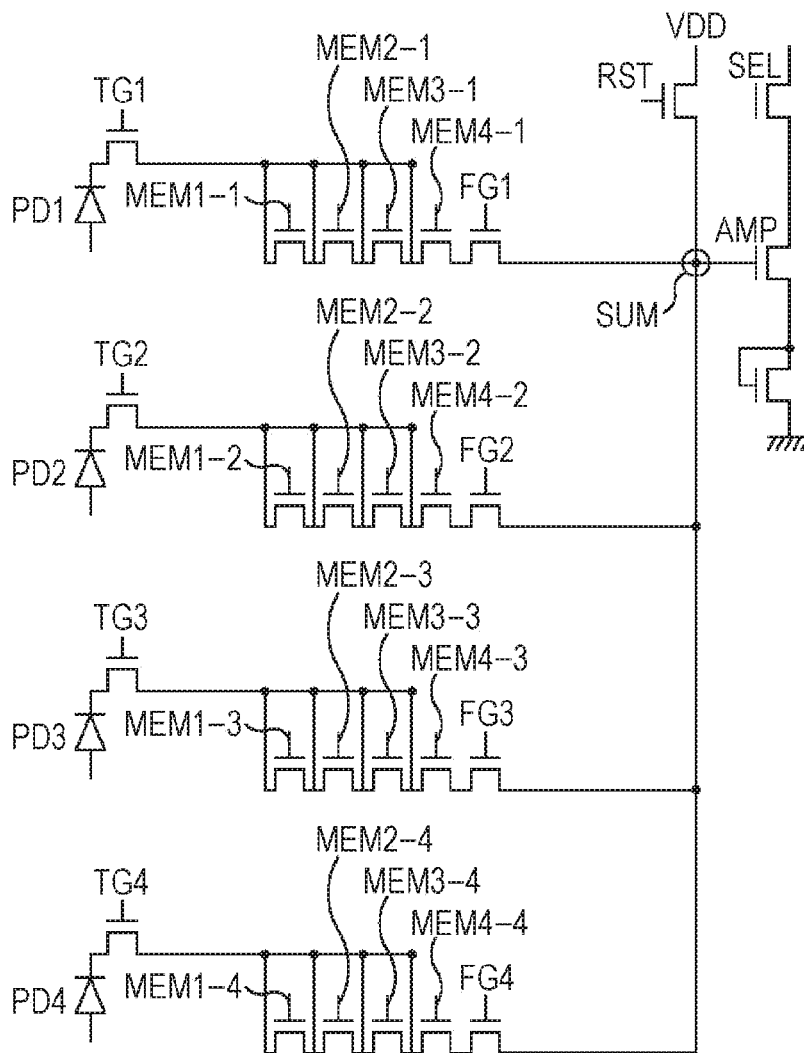 VDD
MEM2-1
RST
SEL
TG1
MEM3-1
MEM4-1
MEM1-1
FG1
PD1
AMP
SUM
MEM2-2
TG2
MEM3-2
MEM4-2
MEM1-2
FG2
PD2
MEM2-3
TG3
MEM3-3
MEM4-3
MEM1-3
FG3
PD3
MEM2-4
TG4
MEM3-4
MEM4-4
MEM1-4
FG4
PD4